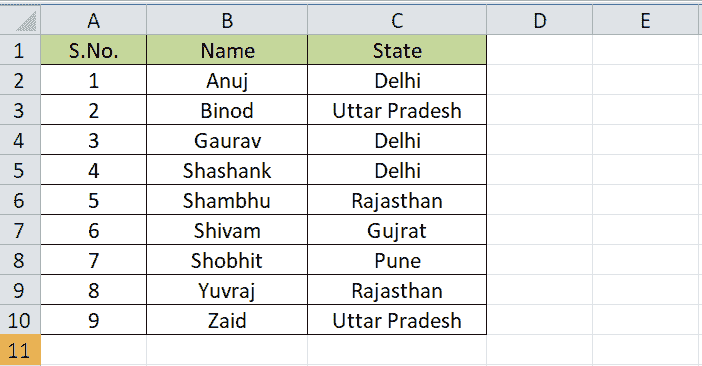 A B C D E
1 S.No. Name State
2 1 Anuj Delhi
3 2 Binod Uttar Pradesh
4 3 Gaurav Delhi
5 4 Shashank Delhi
6 5 Shambhu Rajasthan
7 6 Shivam Gujrat
8 7 Shobhit Pune
9 8 Yuvraj Rajasthan
10 9 Zaid Uttar Pradesh
11